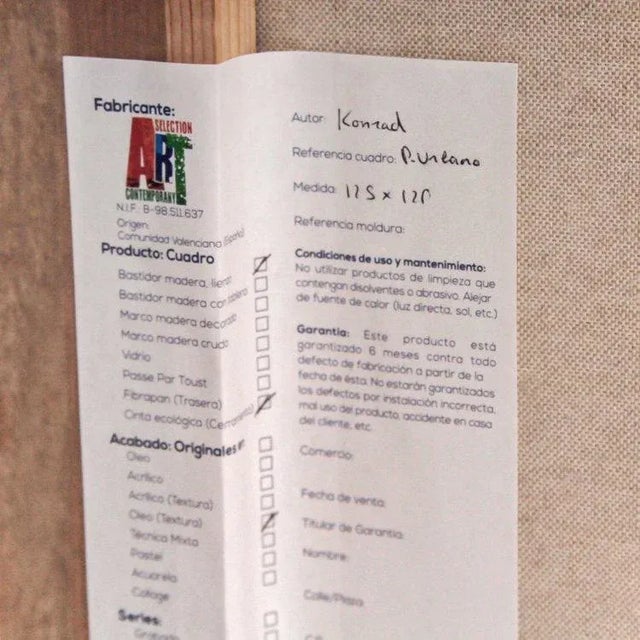 Fabricante:
SELECTION
ART
CONTEMPORANY
N.I.F. B-98.511.637
Origen:
Comunidad Valenciana (España)
Producto: Cuadro
Bastidor madera, lienzo
Bastidor madera con
Marco madera decorado
Marco madera crudo
Vidrio
Passe Par Toust
Fibrapan (Trasera)
Cinta ecológica
Acabado: Originales
Oleo
Acrílico
Acrílico (Textura)
Oleo (Textura)
Técnica Mixta
Pastel
Acuarela
Collage
Series:
Grabado
Autor: Konrad
Referencia cuadro: P. Urbano
Medida: 125 x 125
Referencia moldura:
Condiciones de uso y mantenimiento:
No utilizar productos de limpieza que
contengan disolventes o abrasivo. Alejar
de fuente de calor (luz directa, sol, etc.)
Garantía: Este producto está
garantizado 6 meses contra todo
defecto de fabricación a partir de la
fecha de ésta. No estarán garantizados
los defectos por instalación incorrecta,
mal uso del producto, accidente en casa
del cliente, etc.
Comercio:
Fecha de venta:
Titular de Garantía:
Nombre:
Calle/Plaza: